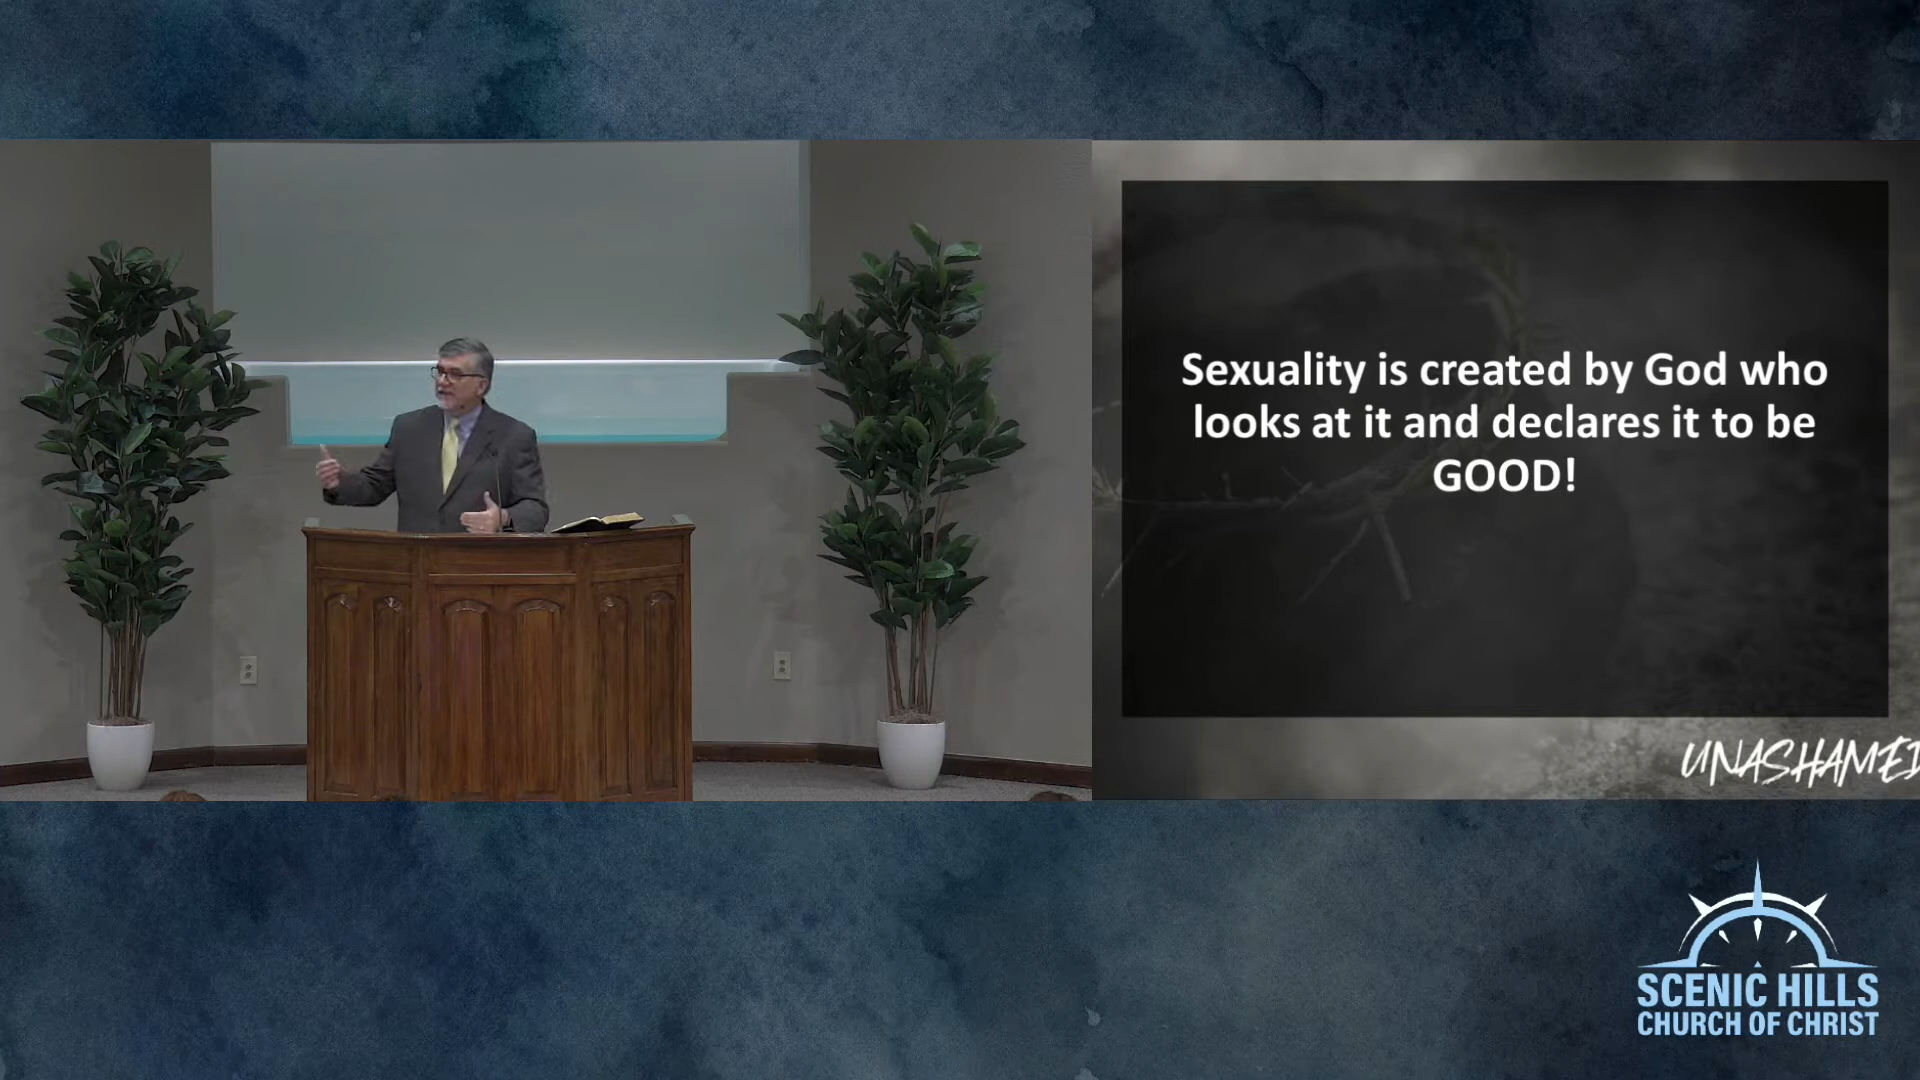 Sexuality is created by God who
looks at it and declares it to be
GOOD!
UNASHAMED
SCENIC HILLS
CHURCH OF CHRIST